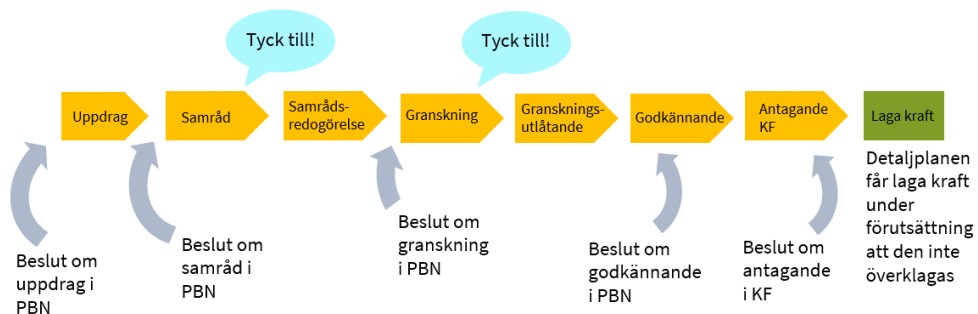 Tyck till!
Tyck till!
Uppdrag
Samråd
Samråds-
redogörelse
Granskning
Gransknings-
utlåtande
Godkännande
Antagande
KF
Laga kraft
Beslut om
uppdrag i
PBN
Beslut om
samråd i
PBN
Beslut om
granskning
i PBN
Beslut om
godkännande
i PBN
Beslut om
antagande
i KF
Detaljplanen
får laga kraft
under
förutsättning
att den inte
överklagas